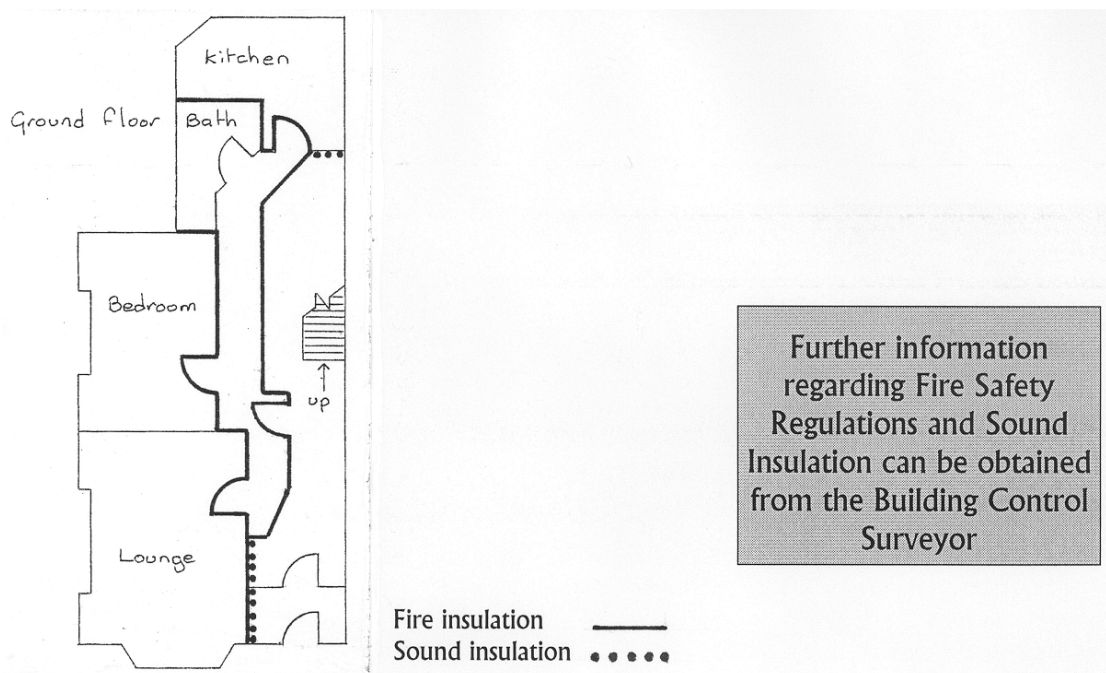 Kitchen
Ground floor
Bath
Bedroom
up
Lounge
Further information
regarding Fire Safety
Regulations and Sound
Insulation can be obtained
from the Building Control
Surveyor
Fire insulation
Sound insulation